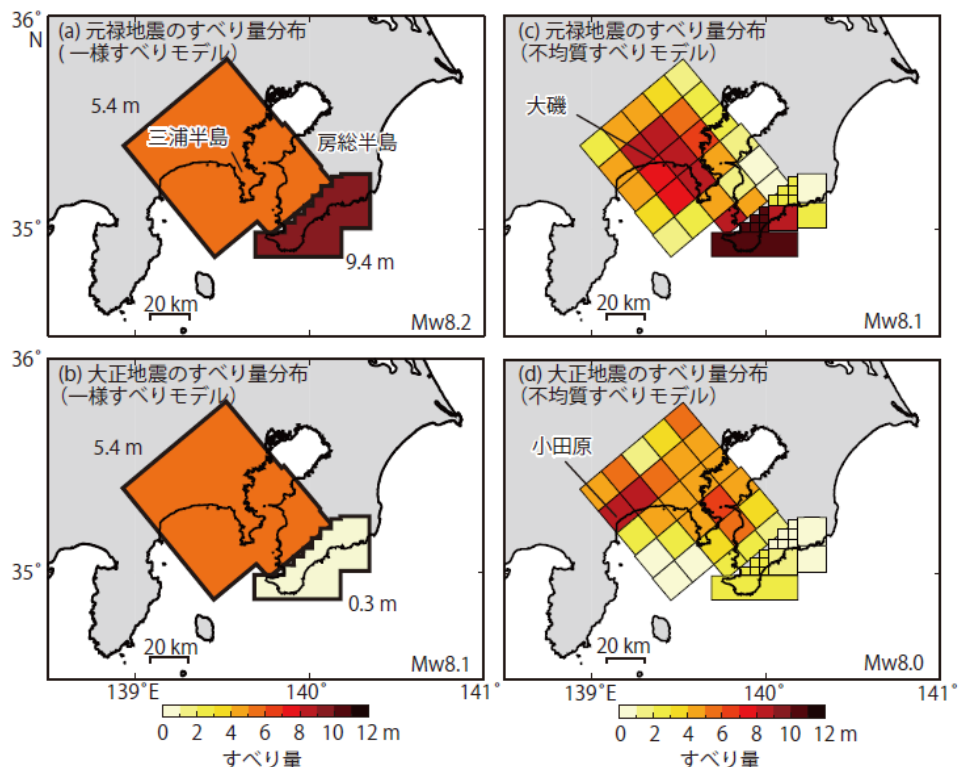 36°
N
(a) 元禄地震のすべり量分布
( 一様すべりモデル)
5.4 m
三浦半島
房総半島
35°
9.4 m
20 km
Mw8.2
(c) 元禄地震のすべり量分布
(不均質すべりモデル)
大磯
20 km
Mw8.1
36°
(b) 大正地震のすべり量分布
(一様すべりモデル)
5.4 m
35°
0.3 m
20 km
Mw8.1
139°E
140°
141°
0 2 4 6 8 10 12 m
すべり量
(d) 大正地震のすべり量分布
(不均質すべりモデル)
小田原
20 km
Mw8.0
139°E
140°
141°
0 2 4 6 8 10 12 m
すべり量